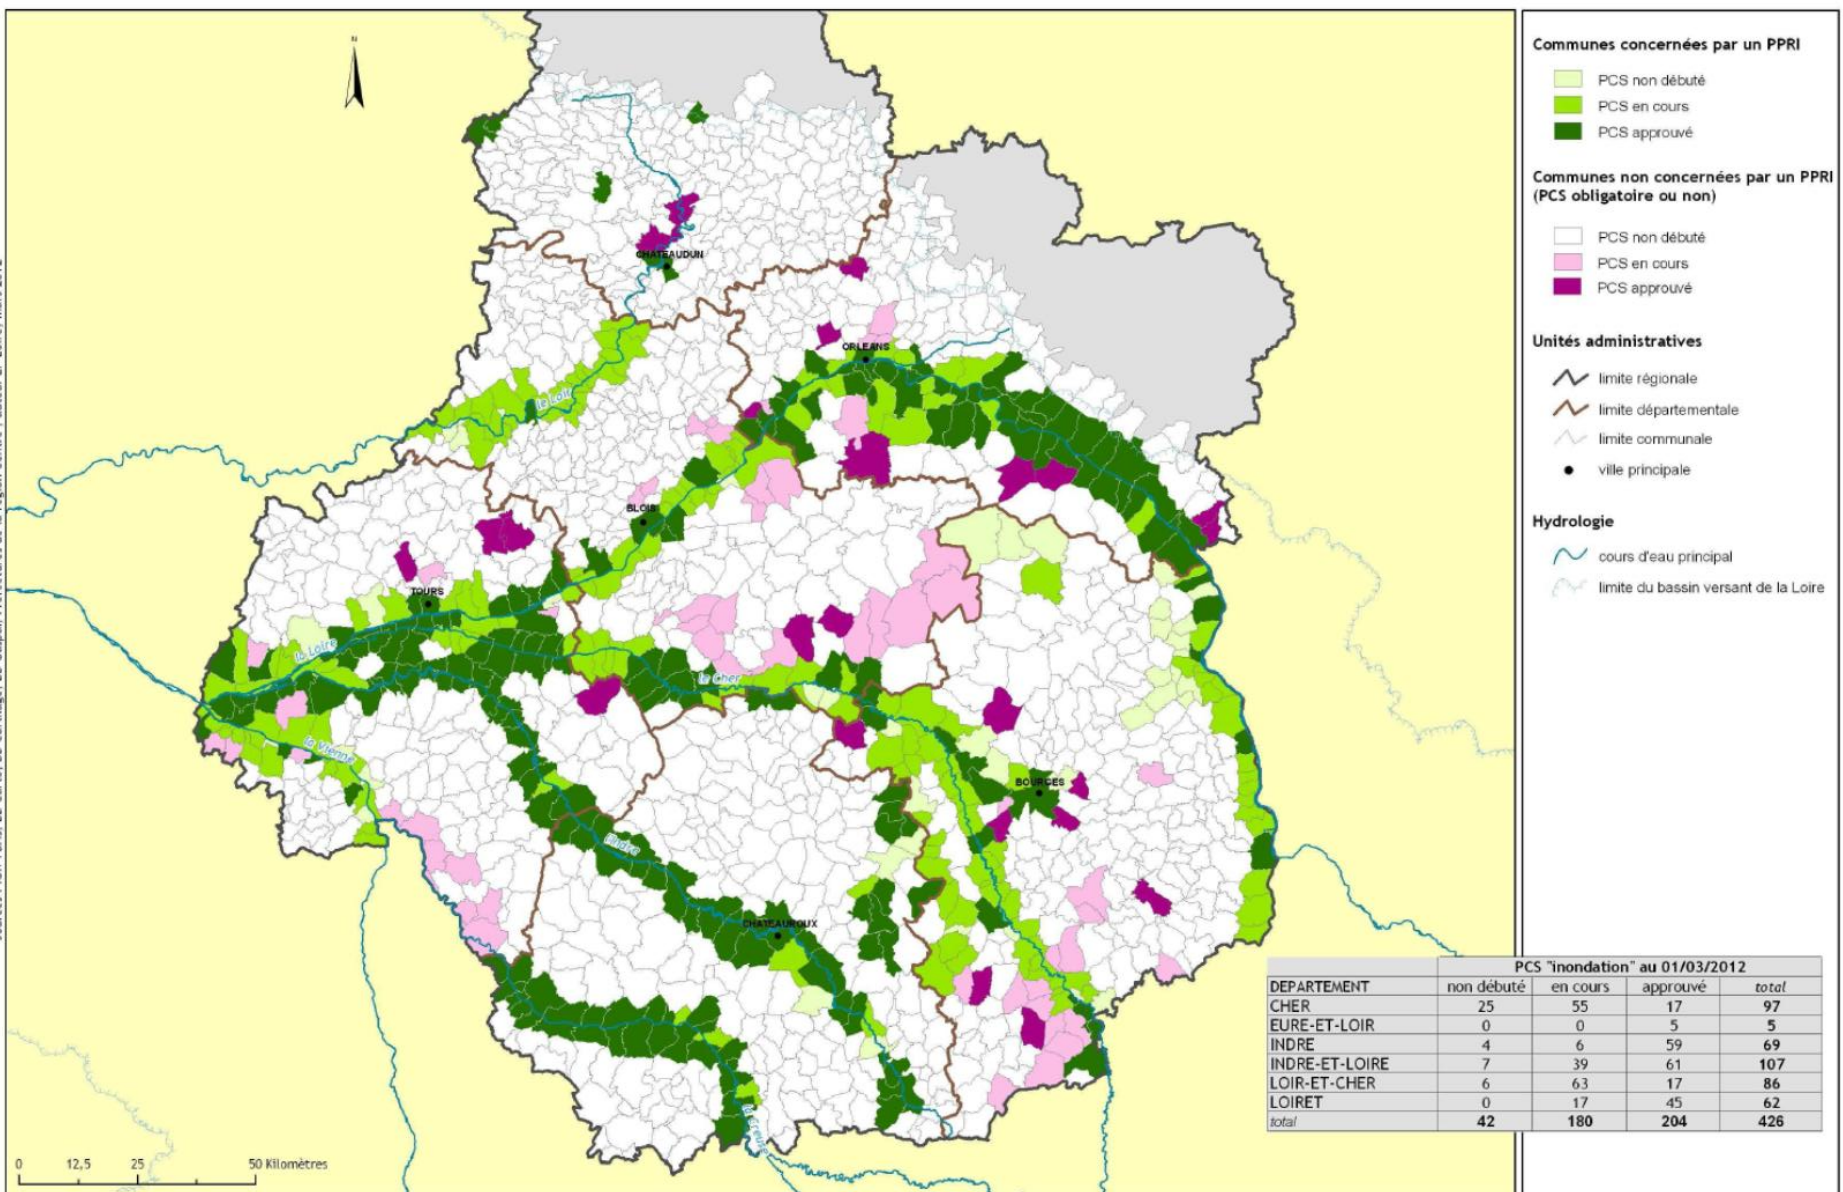 N
CHATEAUDUN
ORLEANS
le Loir
BLOIS
TOURS
la Loire
le Cher
la Vienne
BOURGES
l'Indre
CHATEAUROUX
la Creuse
0 12,5 25 50 Kilomètres
Communes concernées par un PPRI
PCS non débuté
PCS en cours
PCS approuvé
Communes non concernées par un PPRI
(PCS obligatoire ou non)
PCS non débuté
PCS en cours
PCS approuvé
Unités administratives
limite régionale
limite départementale
limite communale
ville principale
Hydrologie
cours d'eau principal
limite du bassin versant de la Loire
PCS "inondation" au 01/03/2012
DEPARTEMENT non débuté en cours approuvé total
CHER 25 55 17 97
EURE-ET-LOIR 0 0 5 5
INDRE 4 6 59 69
INDRE-ET-LOIRE 7 39 61 107
LOIR-ET-CHER 6 63 17 86
LOIRET 0 17 45 62
total 42 180 204 426